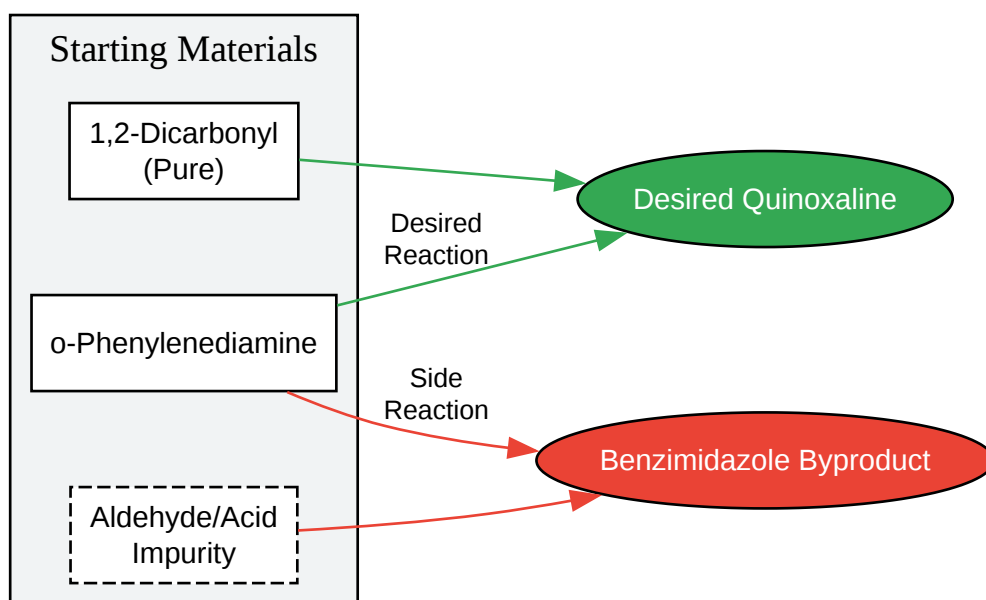 Starting Materials
1,2-Dicarbonyl
(Pure)
Desired Quinoxaline
Desired
Reaction
o-Phenylenediamine
Side
Reaction
Benzimidazole Byproduct
Aldehyde/Acid
Impurity